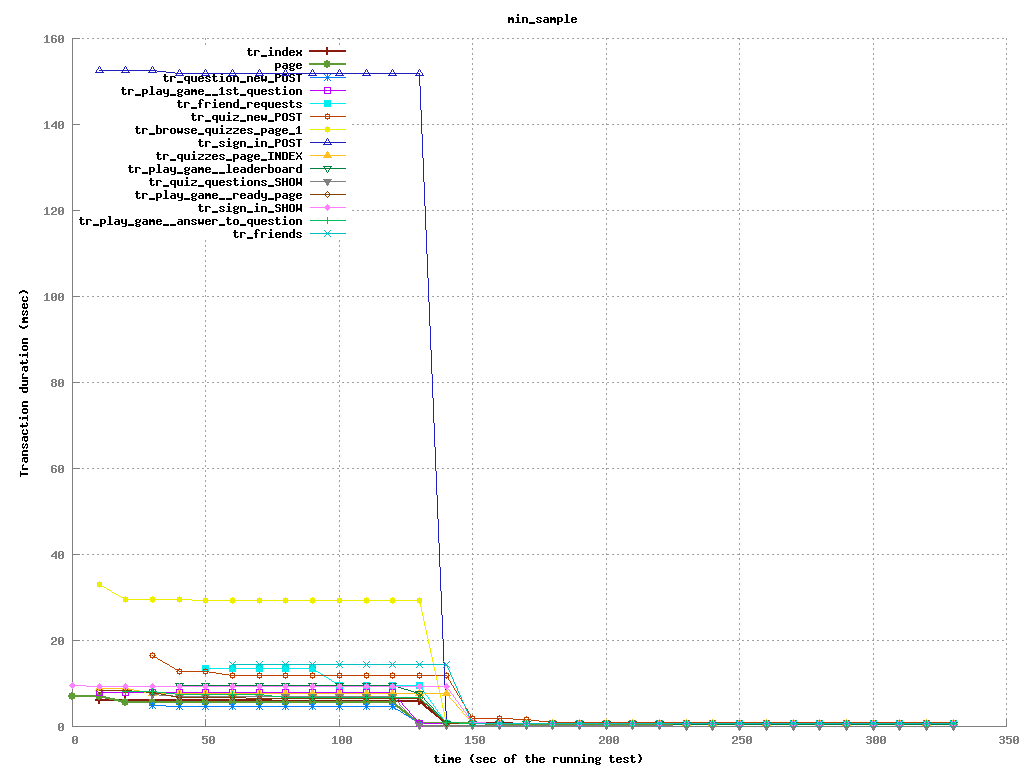 min_sample
160
140
120
100
80
60
40
20
0
Transaction duration (msec)
tr_index
page
tr_question_new_POST
tr_play_game__1st_question
tr_friend_requests
tr_quiz_new_POST
tr_browse_quizzes_page_1
tr_sign_in_POST
tr_quizzes_page_INDEX
tr_play_game__leaderboard
tr_quiz_questions_SHOW
tr_play_game__ready_page
tr_sign_in_SHOW
tr_play_game__answer_to_question
tr_friends
0 50 100 150 200 250 300 350
time (sec of the running test)